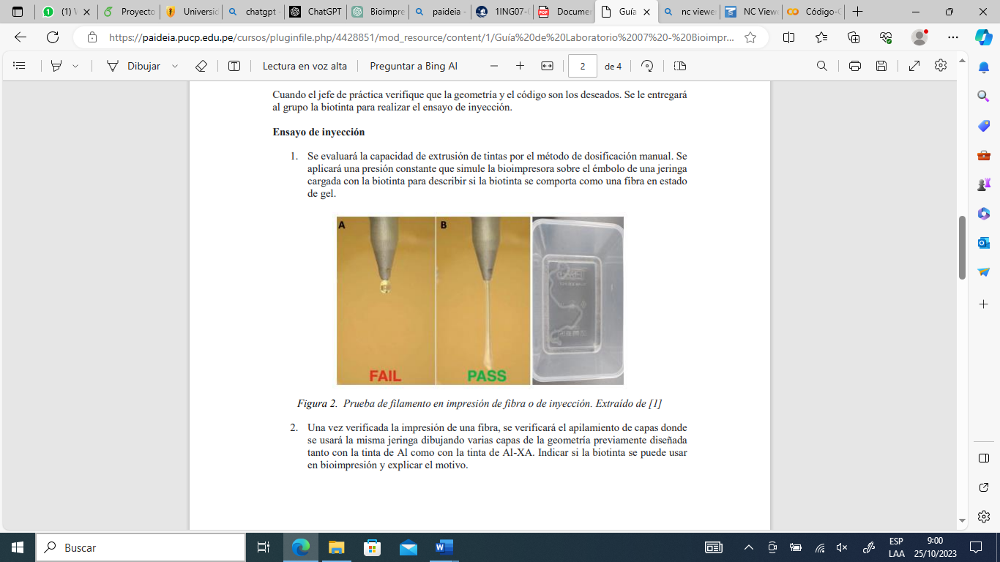 (1) V
Proyecto
Universid
chatgpt -
ChatGPT
Bioimpre
paideia -
1ING07-0
PDF
Documen
Guía
nc viewer
NC View
Código-G
https://paideia.pucp.edu.pe/cursos/pluginfile.php/4428851/mod_resource/content/1/Guía%20de%20Laboratorio%2007%20-%20Bioimpr...
Dibujar
Lectura en voz alta
Preguntar a Bing AI
2
de 4
Cuando el jefe de práctica verifique que la geometría y el código son los deseados. Se le entregará
al grupo la biotinta para realizar el ensayo de inyección.
Ensayo de inyección
1. Se evaluará la capacidad de extrusión de tintas por el método de dosificación manual. Se
aplicará una presión constante que simule la bioimpresora sobre el émbolo de una jeringa
cargada con la biotinta para describir si la biotinta se comporta como una fibra en estado
de gel.
A
B
FAIL
PASS
Figura 2. Prueba de filamento en impresión de fibra o de inyección. Extraído de [1]
2. Una vez verificada la impresión de una fibra, se verificará el apilamiento de capas donde
se usará la misma jeringa dibujando varias capas de la geometría previamente diseñada
tanto con la tinta de Al como con la tinta de Al-XA. Indicar si la biotinta se puede usar
en bioimpresión y explicar el motivo.
Buscar
ESP
LAA
9:00
25/10/2023